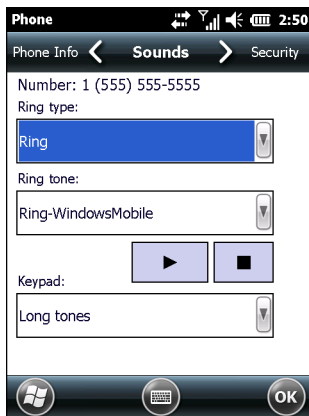 Phone 2:50
Phone Info Sounds Security
Number: 1 (555) 555-5555
Ring type:
Ring
Ring tone:
Ring-WindowsMobile
Keypad:
Long tones
OK